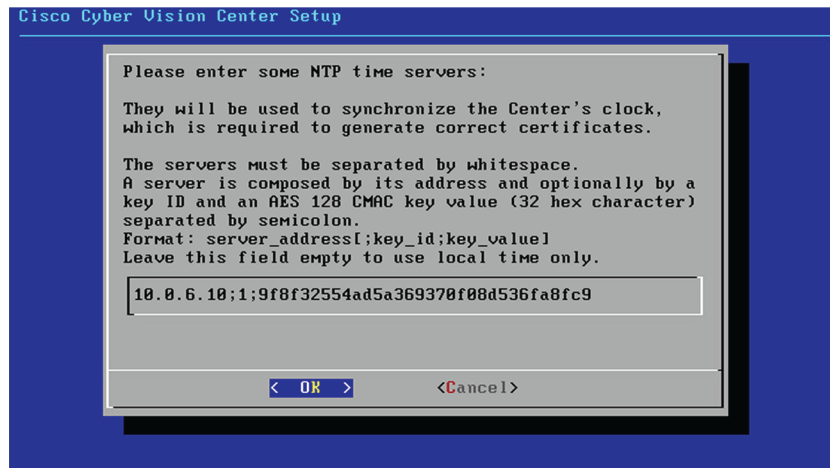 Cisco Cyber Vision Center Setup
Please enter some NTP time servers:
They will be used to synchronize the Center's clock,
which is required to generate correct certificates.
The servers must be separated by whitespace.
A server is composed by its address and optionally by a
key ID and an AES 128 CMAC key value (32 hex character)
separated by semicolon.
Format: server_address[;key_id;key_value]
Leave this field empty to use local time only.
10.0.6.10;1;9f8f32554ad5a369370f08d536fa8fc9
< OK > <Cancel>